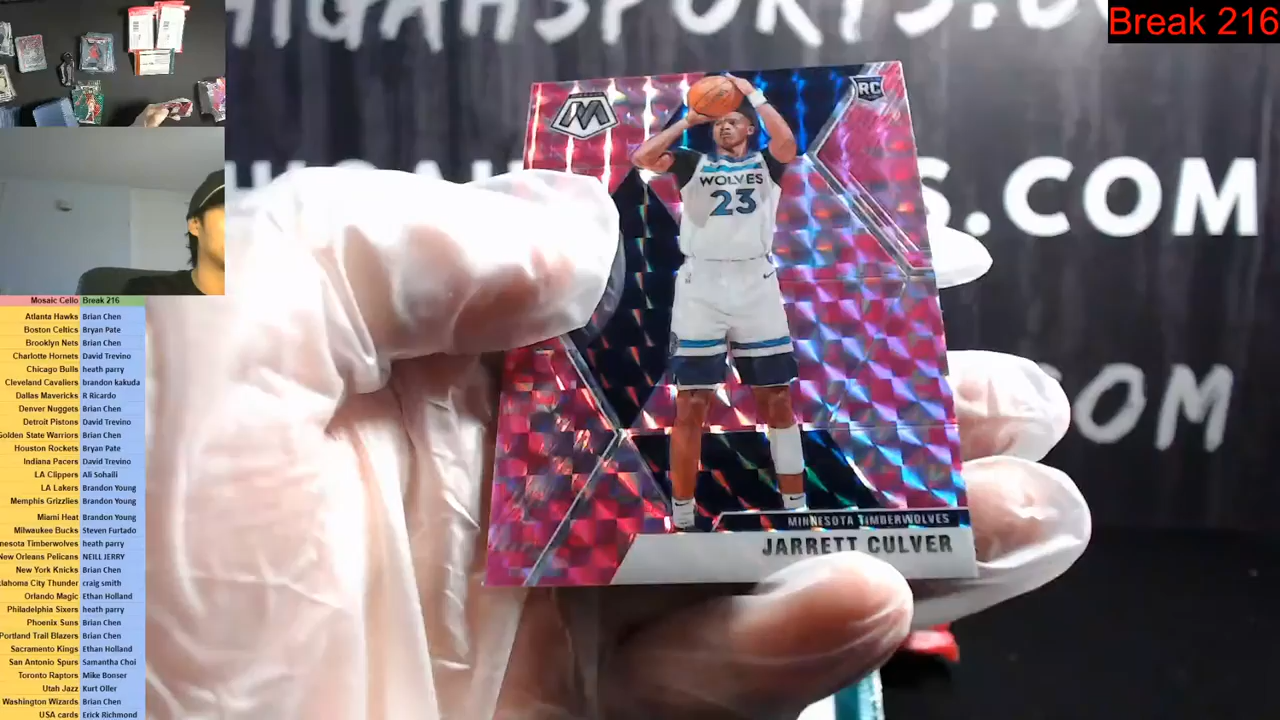 Break 216
HIGAHSPORTS.CO
S.COM
OM
RC
M
WOLVES
23
MINNESOTA TIMBERWOLVES
JARRETT CULVER
Mosaic Cello Break 216
Atlanta Hawks Brian Chen
Boston Celtics Bryan Pate
Brooklyn Nets Brian Chen
Charlotte Hornets David Trevino
Chicago Bulls heath parry
Cleveland Cavaliers brandon kakuda
Dallas Mavericks R Ricardo
Denver Nuggets Brian Chen
Detroit Pistons David Trevino
Golden State Warriors Brian Chen
Houston Rockets Bryan Pate
Indiana Pacers David Trevino
LA Clippers Ali Sohaili
LA Lakers Brandon Young
Memphis Grizzlies Brandon Young
Miami Heat Brandon Young
Milwaukee Bucks Steven Furtado
nesota Timberwolves heath parry
New Orleans Pelicans NEILL JERRY
New York Knicks Brian Chen
klahoma City Thunder craig smith
Orlando Magic Ethan Holland
Philadelphia Sixers heath parry
Phoenix Suns Brian Chen
Portland Trail Blazers Brian Chen
Sacramento Kings Ethan Holland
San Antonio Spurs Samantha Choi
Toronto Raptors Mike Bonser
Utah Jazz Kurt Oller
Washington Wizards Brian Chen
USA cards Erick Richmond